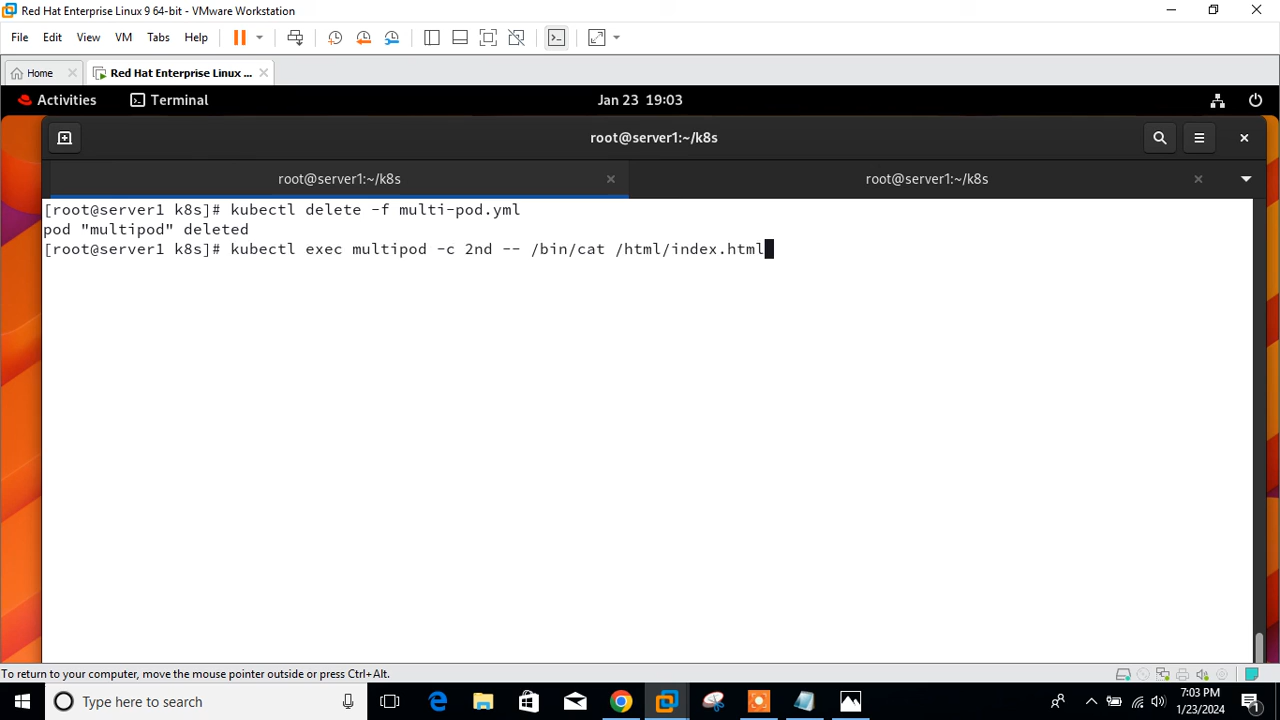 Red Hat Enterprise Linux 9 64-bit - VMware Workstation
File Edit View VM Tabs Help
Home
Red Hat Enterprise Linux ...
Activities
Terminal
Jan 23 19:03
root@server1:~/k8s
root@server1:~/k8s
root@server1:~/k8s
[root@server1 k8s]# kubectl delete -f multi-pod.yml
pod "multipod" deleted
[root@server1 k8s]# kubectl exec multipod -c 2nd -- /bin/cat /html/index.html
To return to your computer, move the mouse pointer outside or press Ctrl+Alt.
Type here to search
7:03 PM
1/23/2024
1